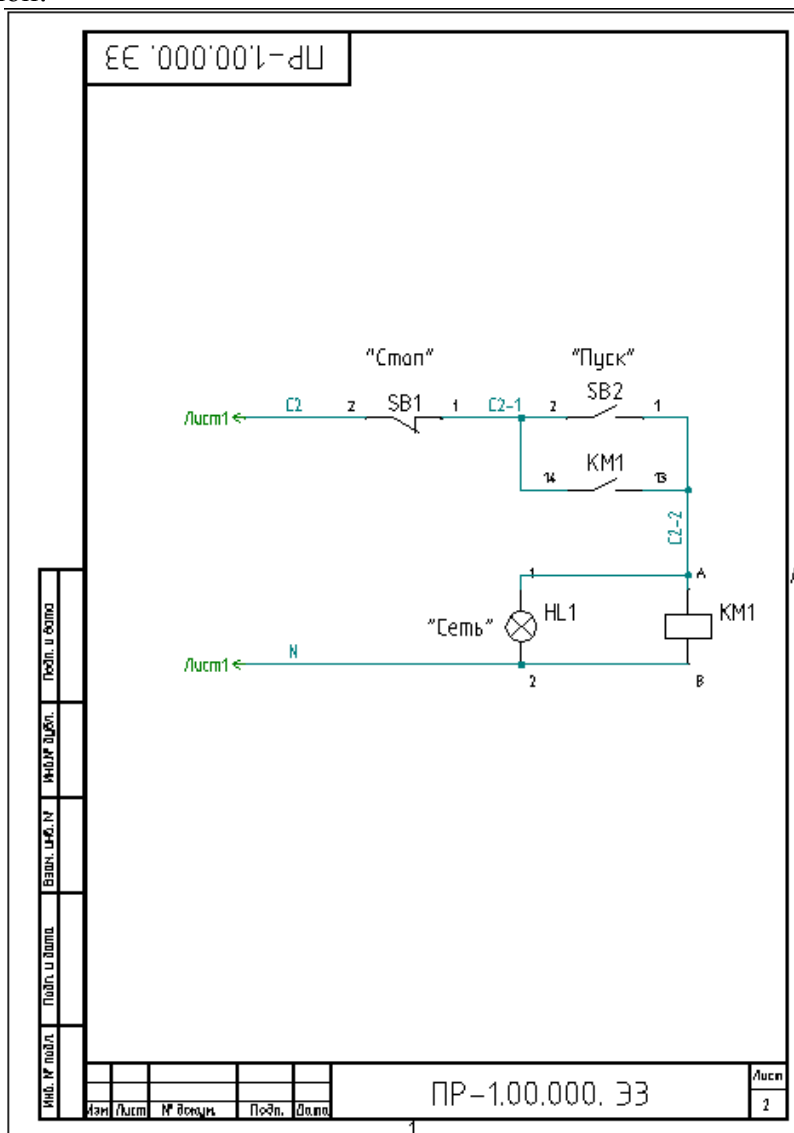 ПР-1.00.000. ЭЗ
"Стоп"
"Пуск"
Лист1
C2
2
SB1
1
C2-1
2
SB2
1
14
KM1
13
C2-2
1
A
"Сеть"
HL1
KM1
Лист1
N
2
B
Подп. и дата
Инв.№ дубл.
Взам. инв. №
Подп. и дата
Инв. № подл.
Изм
Лист
№ докум.
Подп.
Дата
ПР-1.00.000. ЭЗ
Лист
2
1